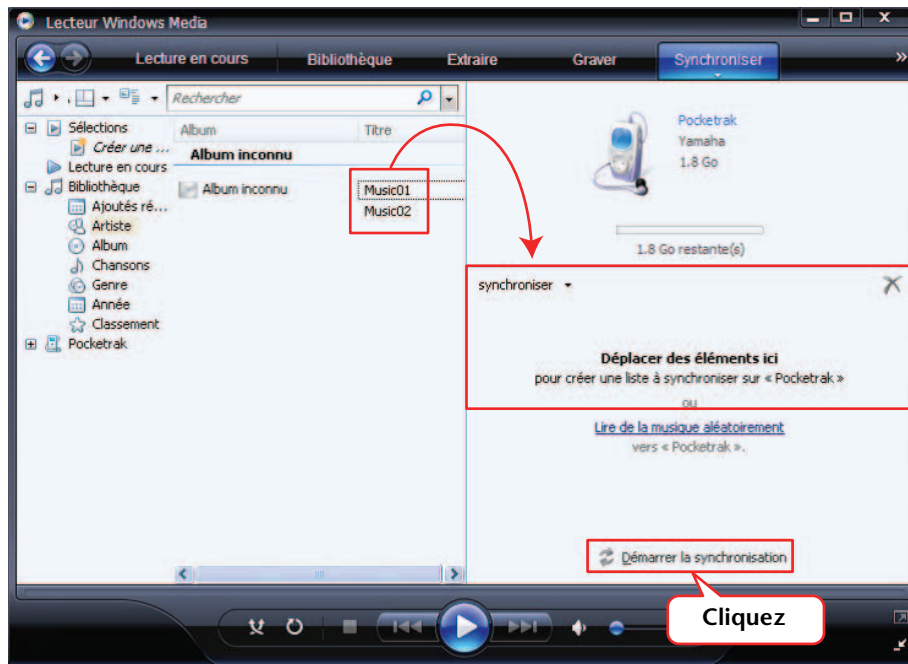 Lecteur Windows Media
Lecture en cours Bibliothèque Extraire Graver Synchroniser »
Rechercher
Sélections
Créer une ...
Lecture en cours
Bibliothèque
Ajoutés ré...
Artiste
Album
Chansons
Genre
Année
Classement
Pocketrak
Album Titre
Album inconnu
Album inconnu Music01
Music02
Pocketrak
Yamaha
1.8 Go
1.8 Go restante(s)
synchroniser
Déplacer des éléments ici
pour créer une liste à synchroniser sur « Pocketrak »
ou
Lire de la musique aléatoirement
vers « Pocketrak ».
Démarrer la synchronisation
Cliquez